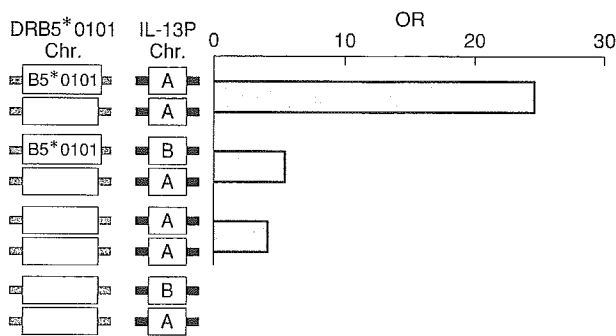 DRB5*0101 IL-13P OR
Chr. Chr. 0 10 20 30
B5*0101 A
A
B5*0101 B
A
A
A
B
A